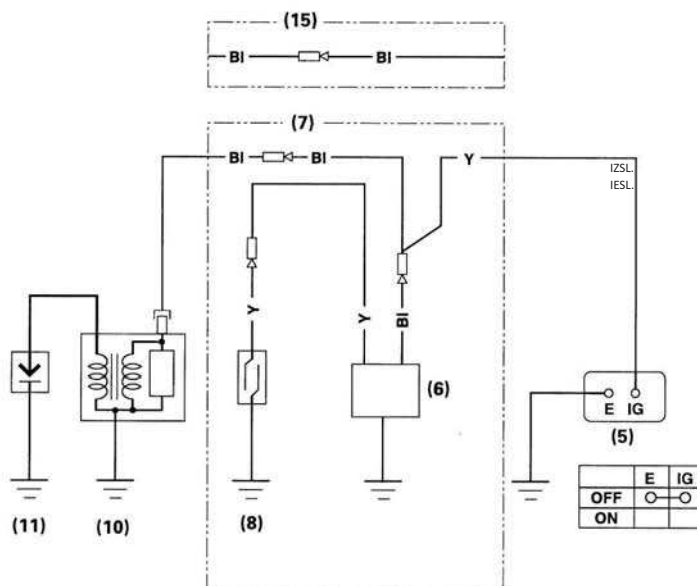 (15)
Bl Bl
(7)
Bl Bl Y
IZSL.
IESL.
Y Y Bl
(6)
E IG
(5)
(11) (10) (8)
E IG
OFF
ON